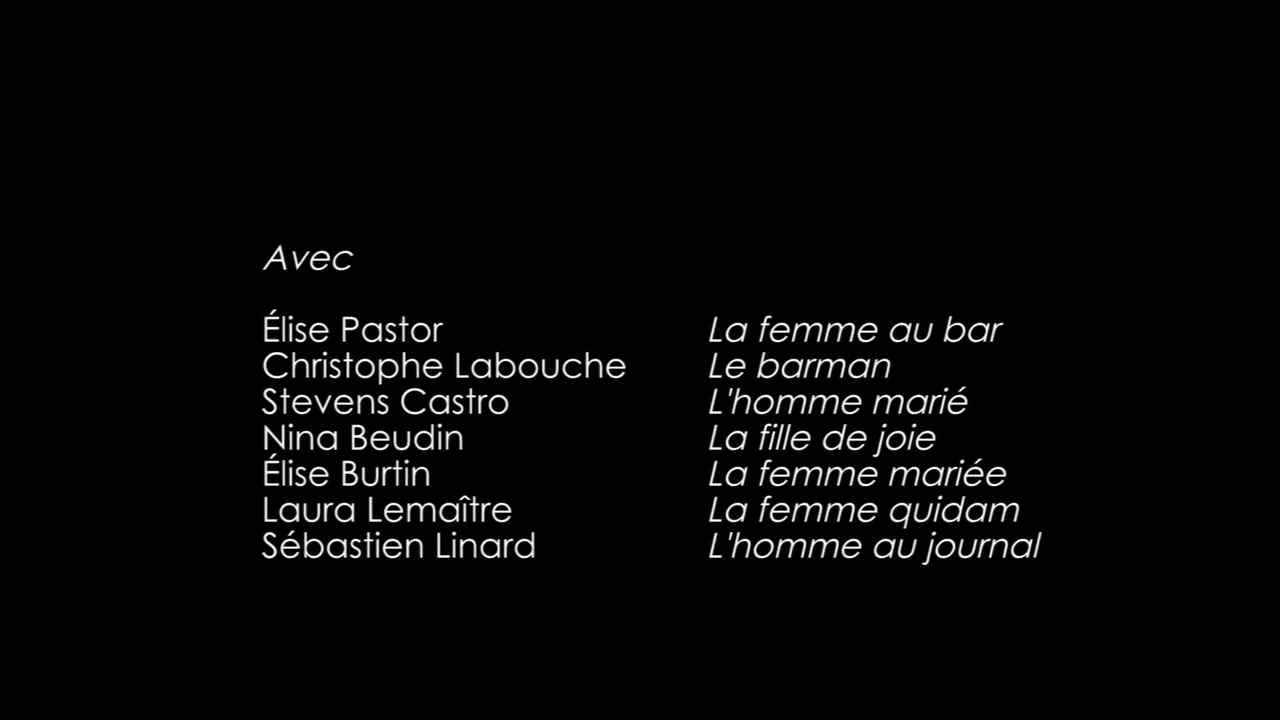 Avec
Élise Pastor La femme au bar
Christophe Labouche Le barman
Stevens Castro L'homme marié
Nina Beudin La fille de joie
Élise Burtin La femme mariée
Laura Lemaître La femme quidam
Sébastien Linard L'homme au journal